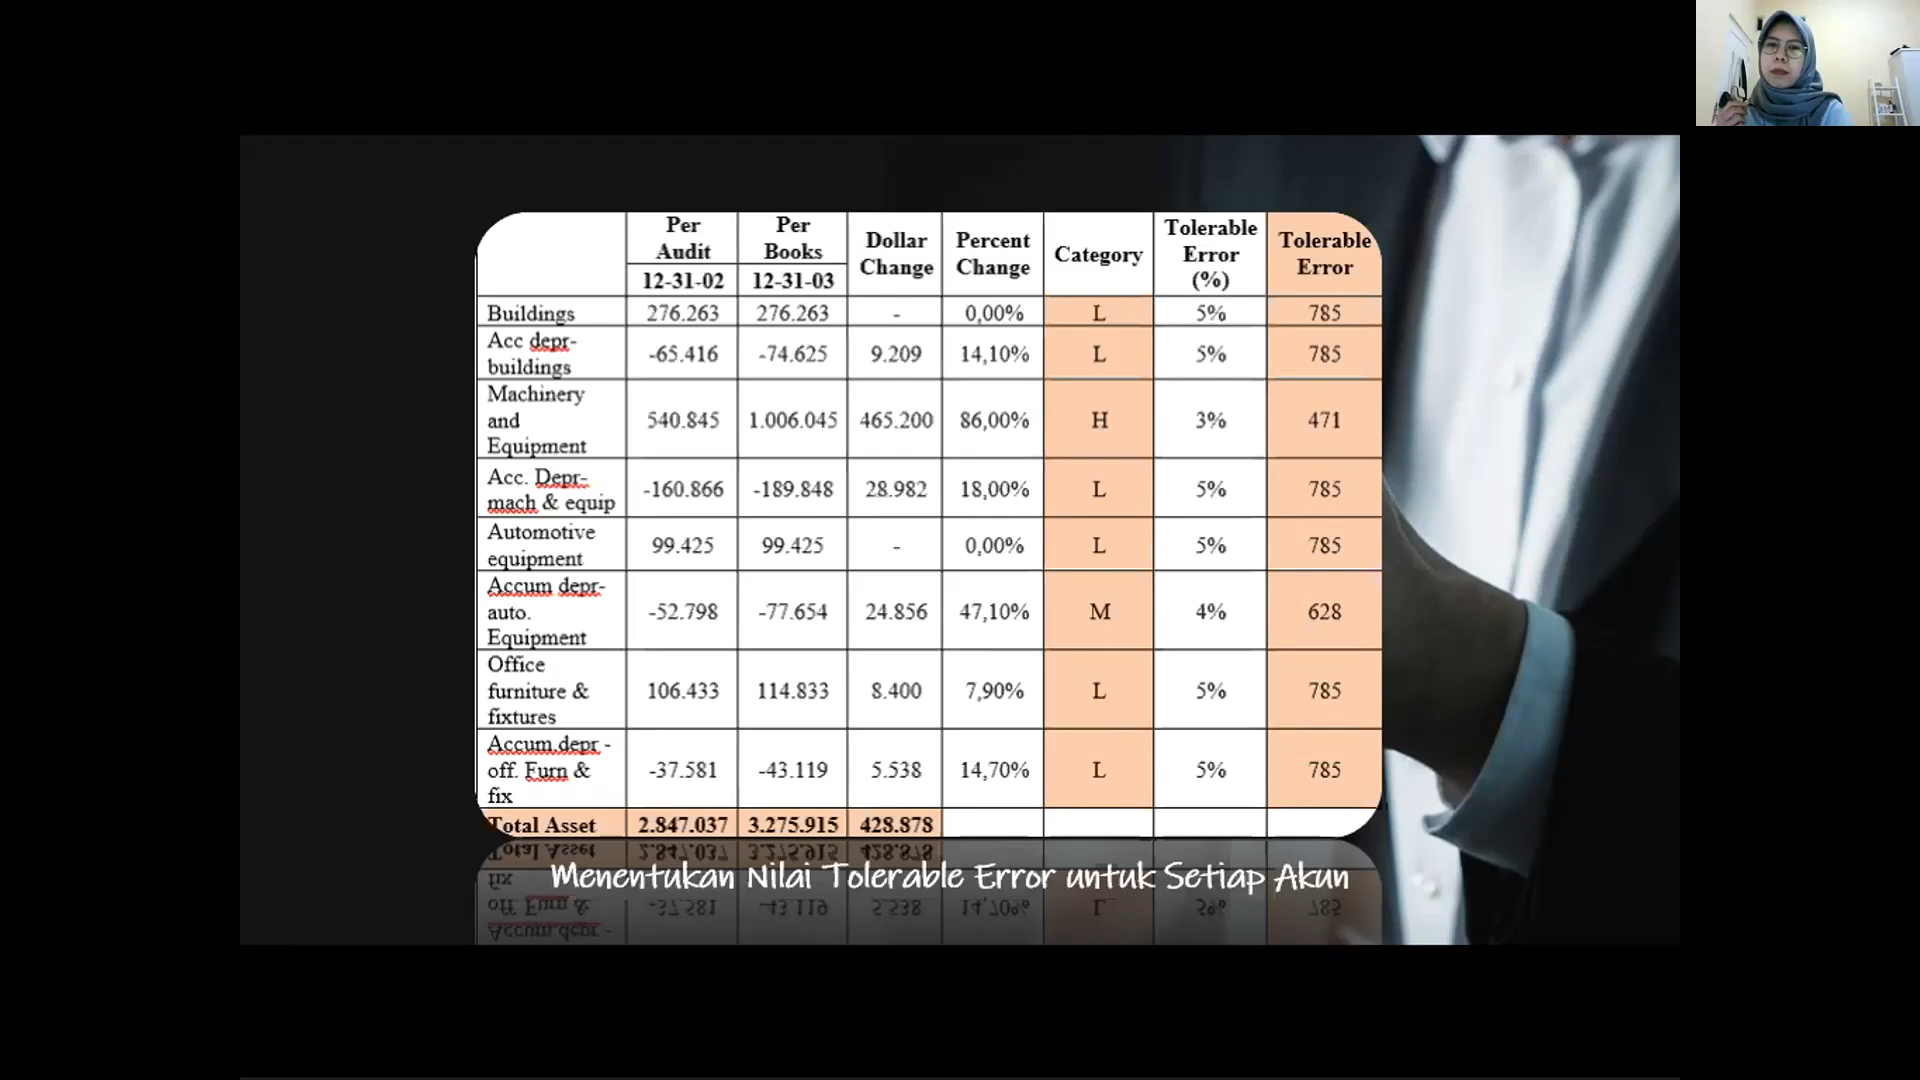 Per Audit Per Books Dollar Change Percent Change Category Tolerable Error (%) Tolerable Error
12-31-02 12-31-03
Buildings 276.263 276.263 - 0,00% L 5% 785
Acc depr-buildings -65.416 -74.625 9.209 14,10% L 5% 785
Machinery and Equipment 540.845 1.006.045 465.200 86,00% H 3% 471
Acc. Depr-mach & equip -160.866 -189.848 28.982 18,00% L 5% 785
Automotive equipment 99.425 99.425 - 0,00% L 5% 785
Accum depr-auto. Equipment -52.798 -77.654 24.856 47,10% M 4% 628
Office furniture & fixtures 106.433 114.833 8.400 7,90% L 5% 785
Accum.depr - off. Furn & fix -37.581 -43.119 5.538 14,70% L 5% 785
Total Asset 2.847.037 3.275.915 428.878
Menentukan Nilai Tolerable Error untuk Setiap Akun